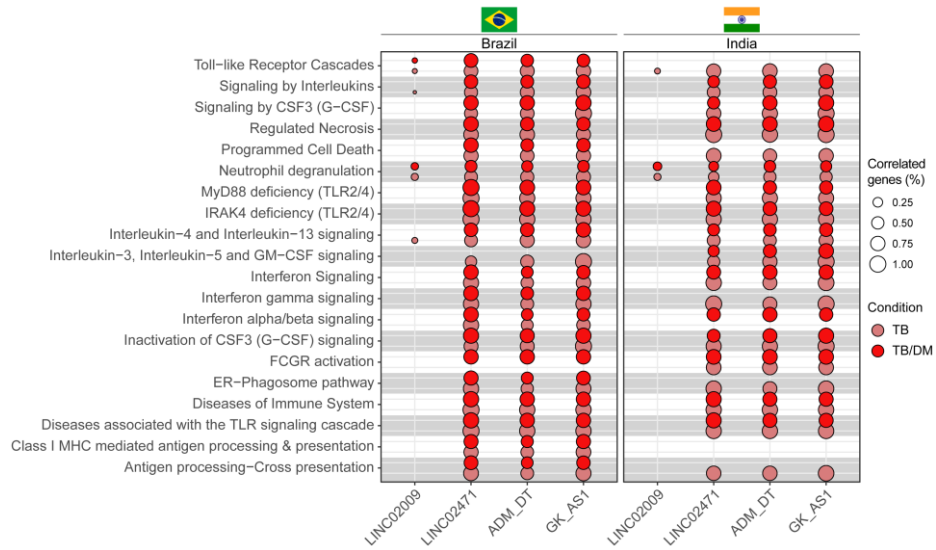 Brazil
India
Toll-like Receptor Cascades
Signaling by Interleukins
Signaling by CSF3 (G−CSF)
Regulated Necrosis
Programmed Cell Death
Neutrophil degranulation
MyD88 deficiency (TLR2/4)
IRAK4 deficiency (TLR2/4)
Interleukin−4 and Interleukin−13 signaling
Interleukin−3, Interleukin−5 and GM−CSF signaling
Interferon Signaling
Interferon gamma signaling
Interferon alpha/beta signaling
Inactivation of CSF3 (G−CSF) signaling
FCGR activation
ER−Phagosome pathway
Diseases of Immune System
Diseases associated with the TLR signaling cascade
Class I MHC mediated antigen processing & presentation
Antigen processing−Cross presentation
LINC02009
LINC02471
ADM_DT
GK_AS1
LINC02009
LINC02471
ADM_DT
GK_AS1
Correlated
genes (%)
0.25
0.50
0.75
1.00
Condition
TB
TB/DM